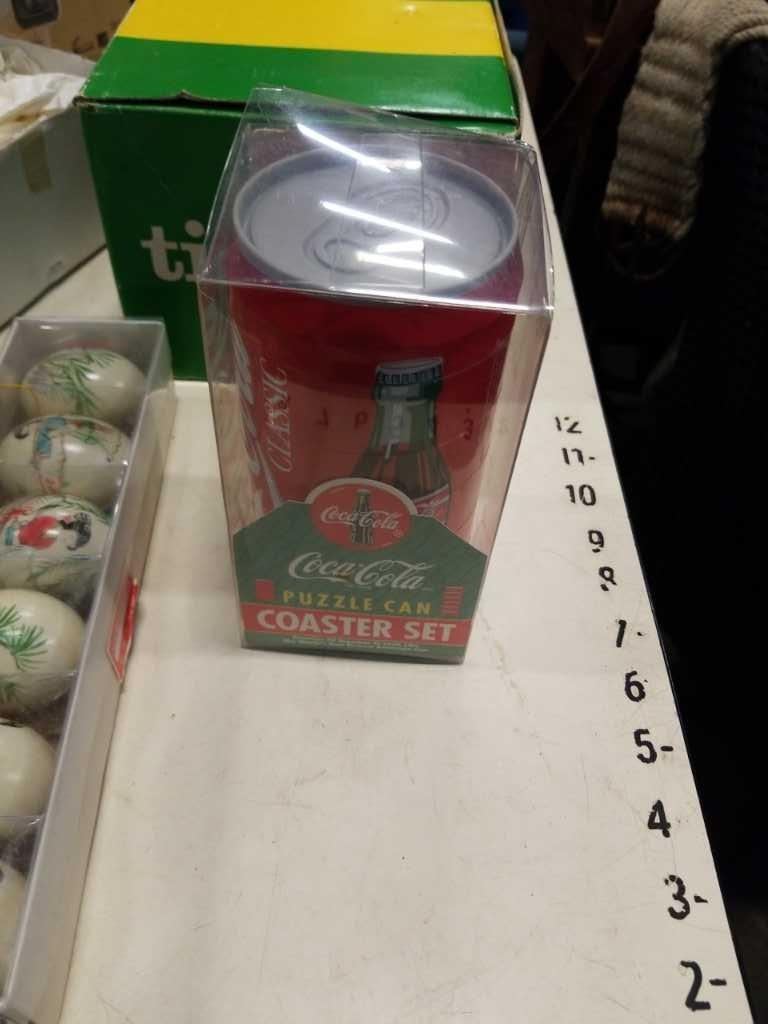 ti
CLASSIC
Coca-Cola
Coca-Cola
PUZZLE CAN
COASTER SET
12
11-
10
9
8
7-
6
5-
4
3-
2-